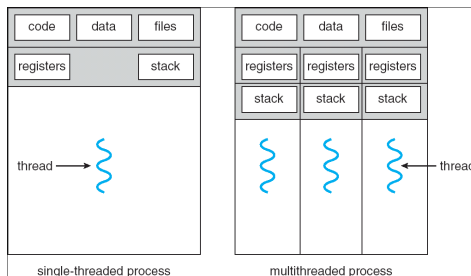 code data files
registers stack
thread
single-threaded process
code data files
registers registers registers
stack stack stack
thread
multithreaded process